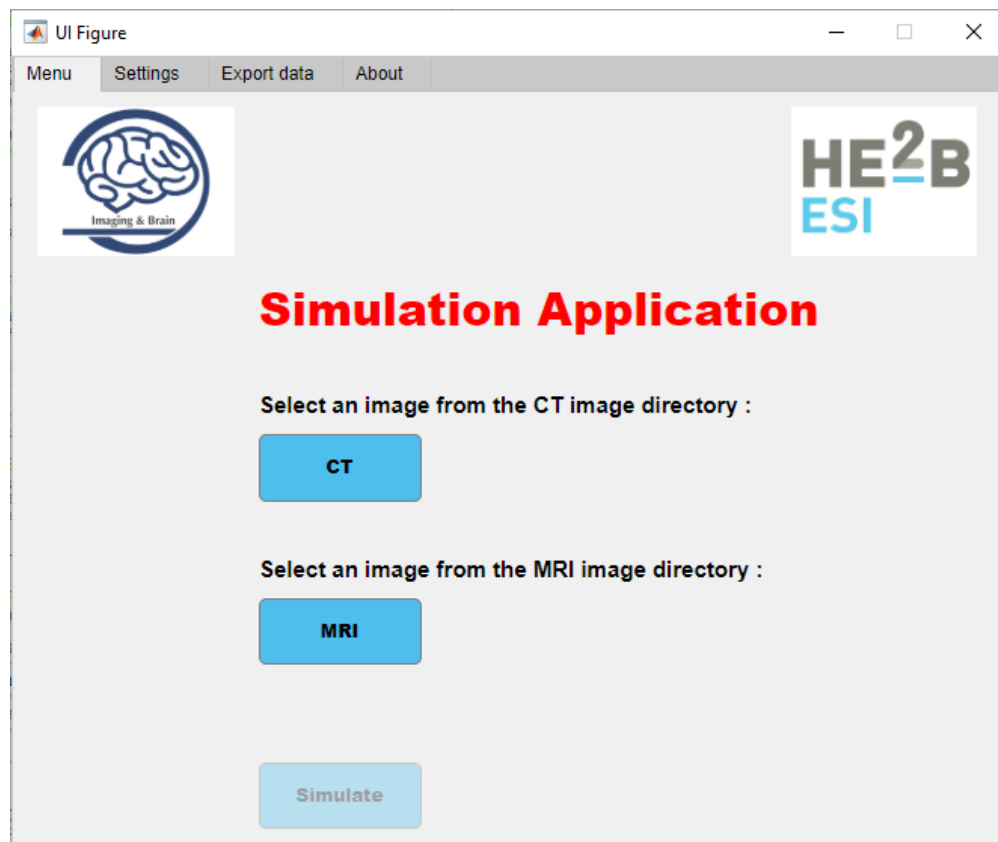 UI Figure
Menu Settings Export data About
Imaging & Brain
HE2B
ESI
Simulation Application
Select an image from the CT image directory :
CT
Select an image from the MRI image directory :
MRI
Simulate